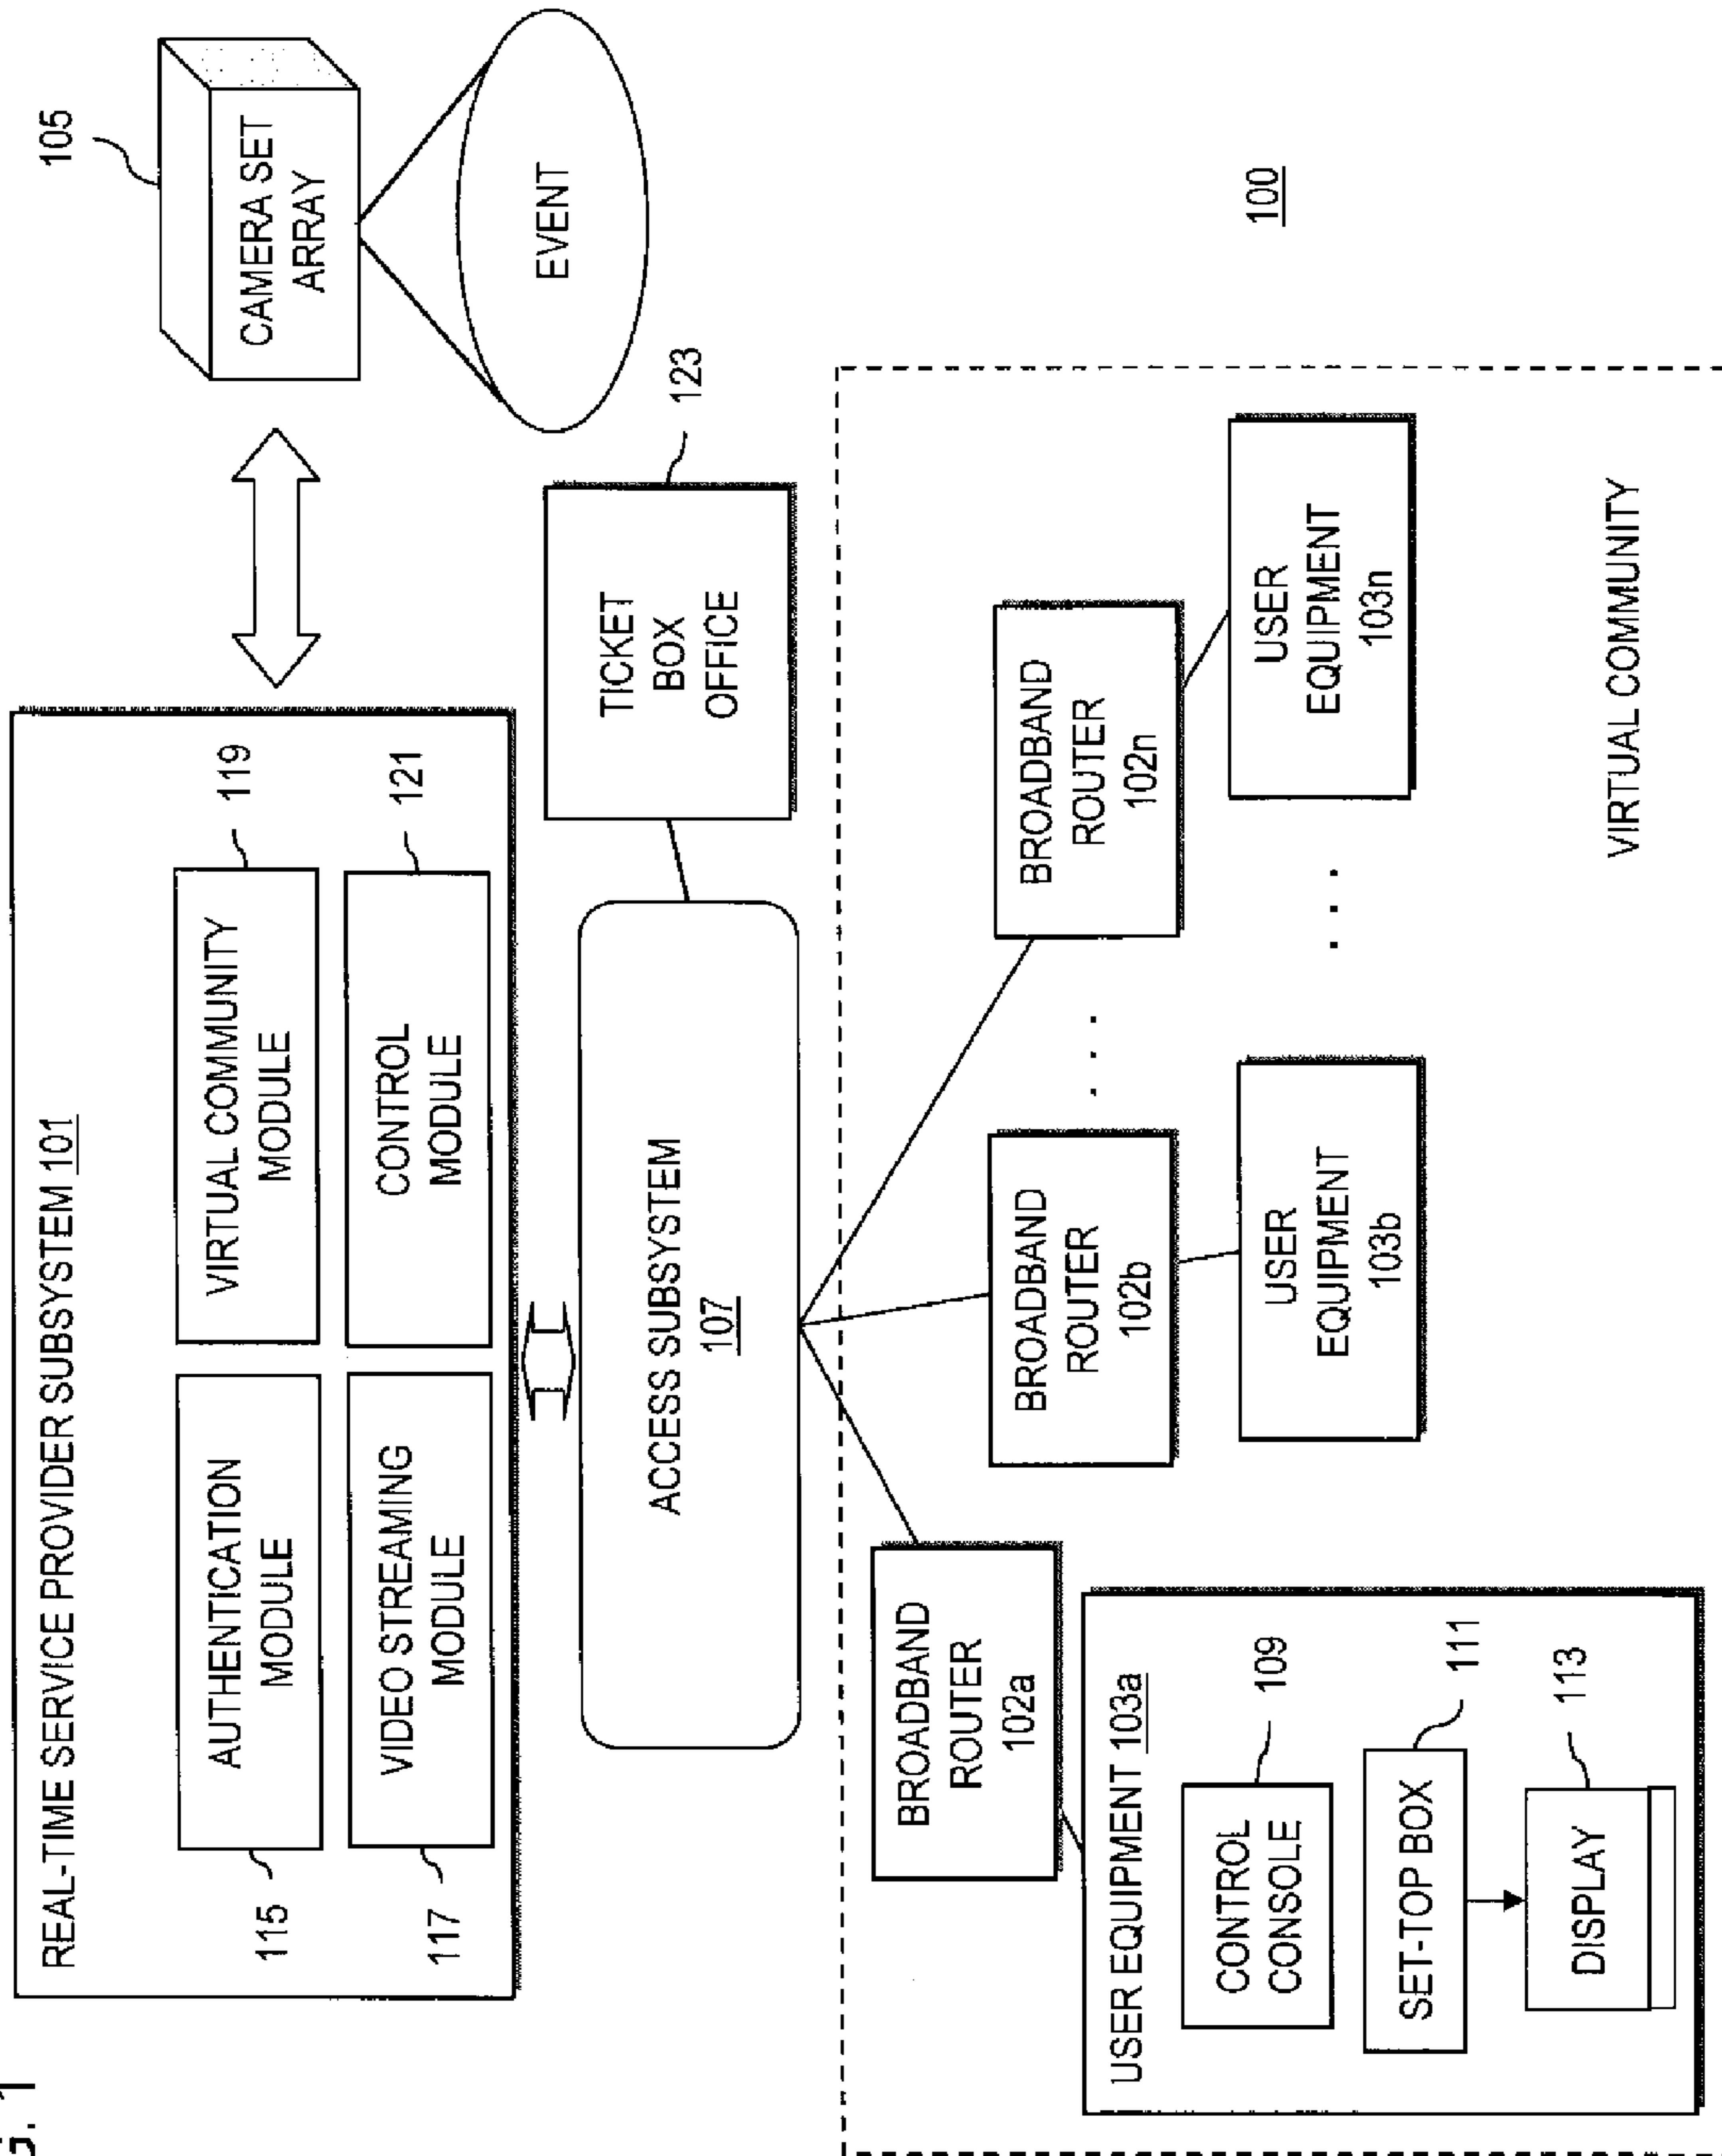 G. 1
REAL-TIME SERVICE PROVIDER SUBSYSTEM 101
115
AUTHENTICATION
MODULE
VIRTUAL COMMUNITY
MODULE
119
117
VIDEO STREAMING
MODULE
CONTROL
MODULE
121
105
CAMERA SET
ARRAY
EVENT
ACCESS SUBSYSTEM
107
TICKET
BOX
OFFICE
123
BROADBAND
ROUTER
102a
BROADBAND
ROUTER
102b
. . .
BROADBAND
ROUTER
102n
USER EQUIPMENT 103a
CONTROL
CONSOLE
109
SET-TOP BOX
111
DISPLAY
113
USER
EQUIPMENT
103b
. . .
USER
EQUIPMENT
103n
VIRTUAL COMMUNITY
100